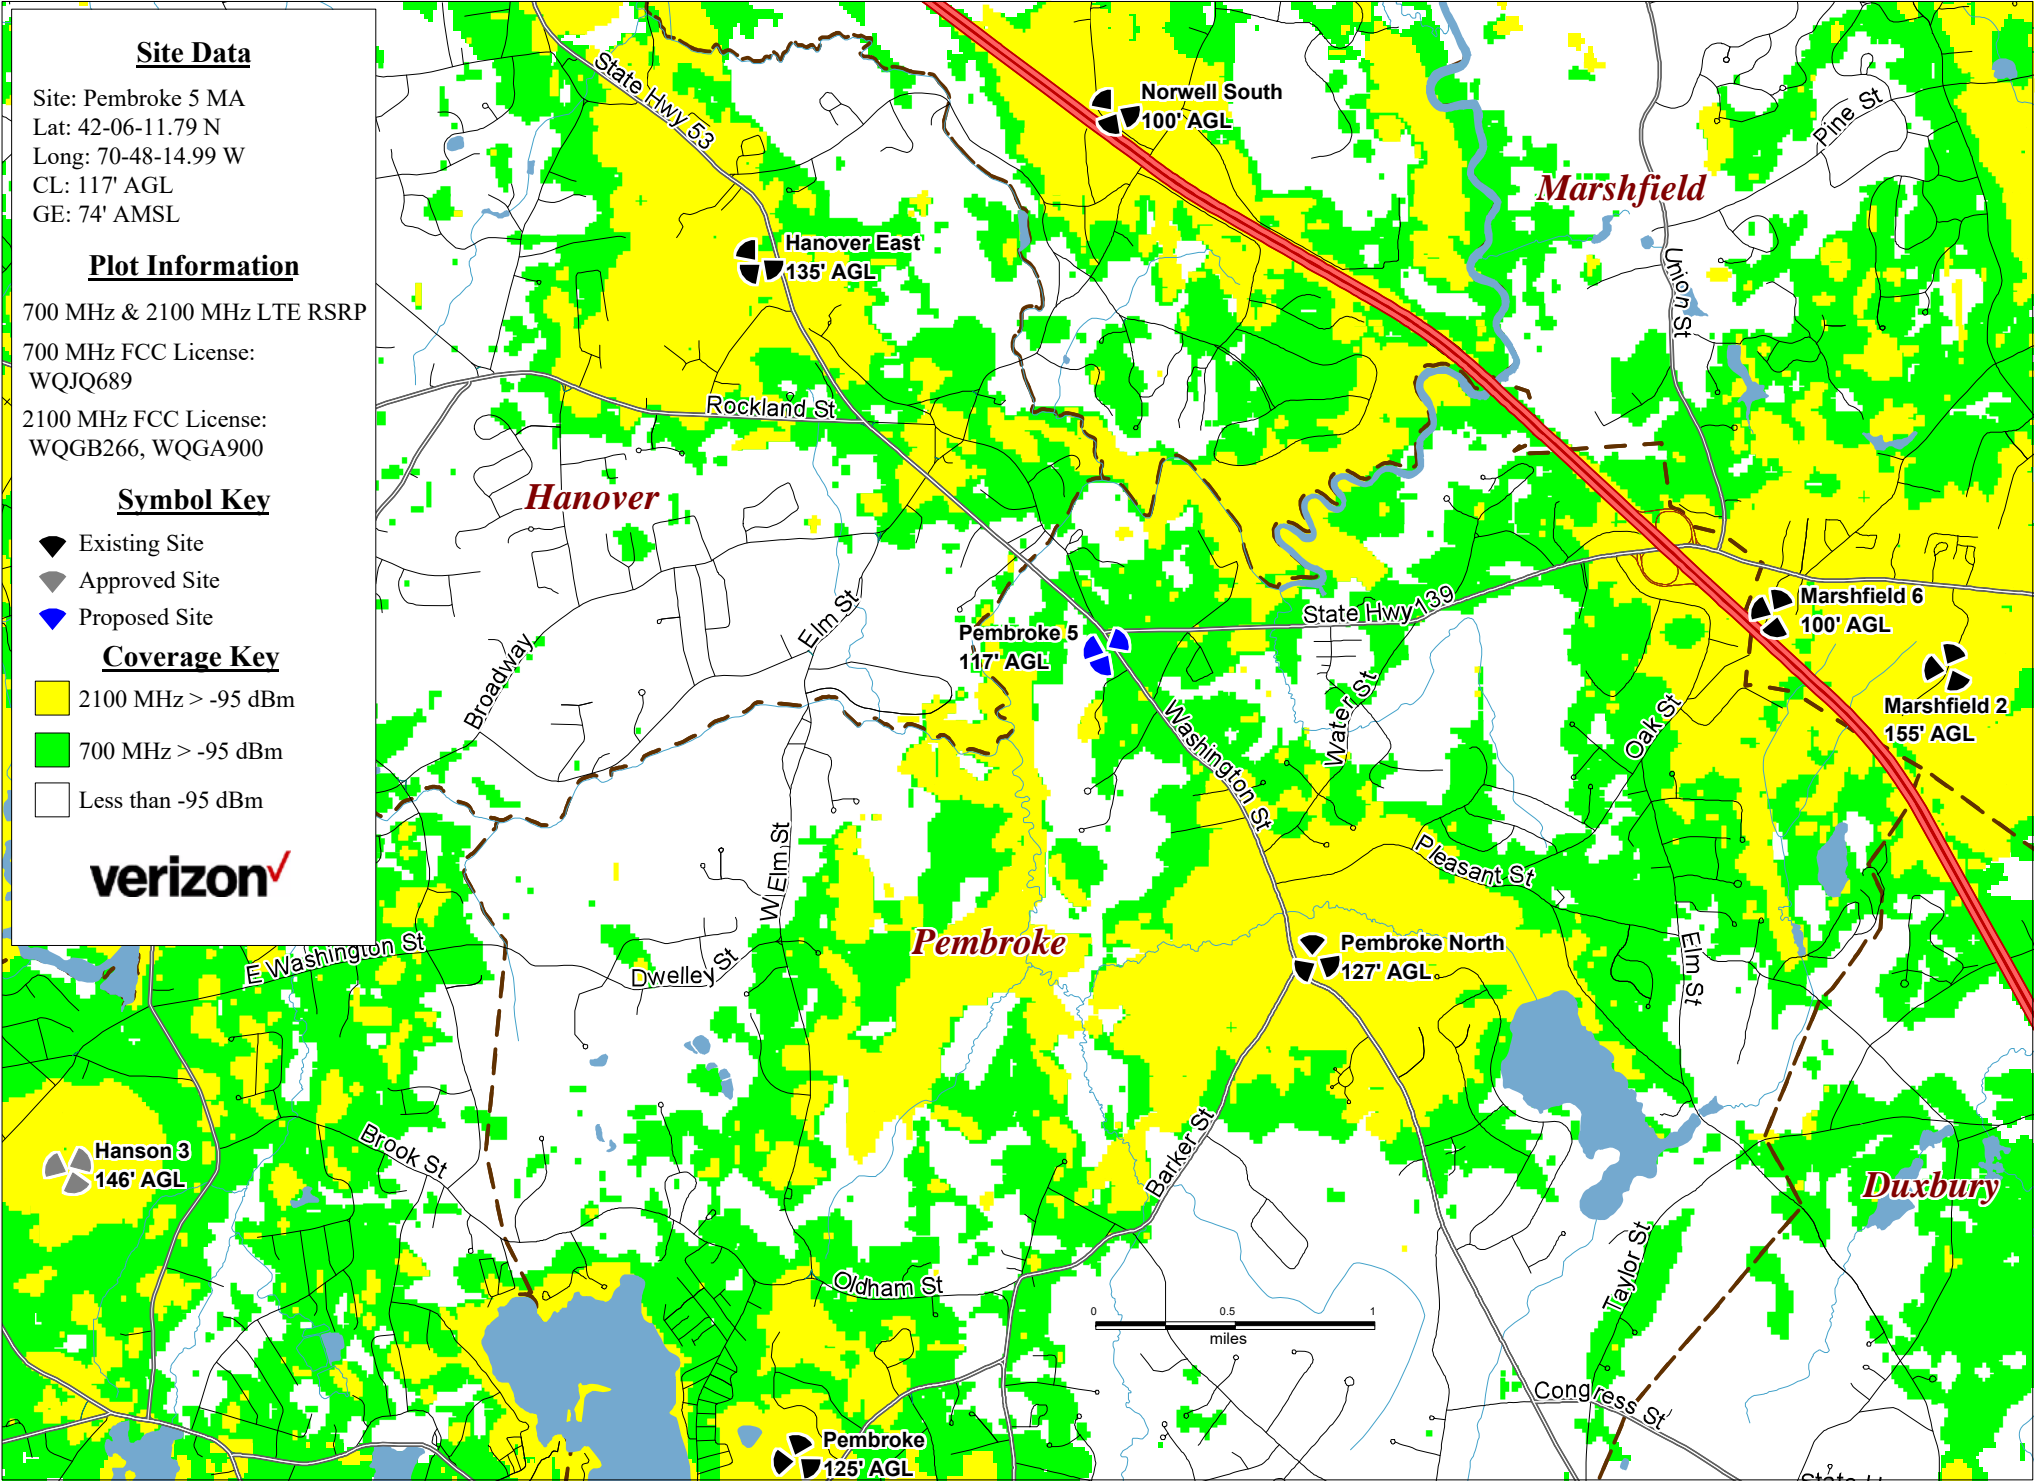 Site Data
Site: Pembroke 5 MA
Lat: 42-06-11.79 N
Long: 70-48-14.99 W
CL: 117' AGL
GE: 74' AMSL
Plot Information
700 MHz & 2100 MHz LTE RSRP
700 MHz FCC License:
WQJQ689
2100 MHz FCC License:
WQGB266, WQGA900
Symbol Key
Existing Site
Approved Site
Proposed Site
Coverage Key
2100 MHz > -95 dBm
700 MHz > -95 dBm
Less than -95 dBm
verizon
State Hwy 53
Norwell South
100' AGL
Pine St
Marshfield
Hanover East
135' AGL
Union St
Rockland St
Hanover
Elm St
State Hwy 139
Marshfield 6
100' AGL
Pembroke 5
117' AGL
Broadway
Water St
Oak St
Marshfield 2
155' AGL
Washington St
W Elm St
Pleasant St
E Washington St
Dwelley St
Pembroke
Pembroke North
127' AGL
Elm St
Hanson 3
146' AGL
Brook St
Barker St
Duxbury
Taylor St
Oldham St
0 0.5 1
miles
Congress St
Pembroke
125' AGL